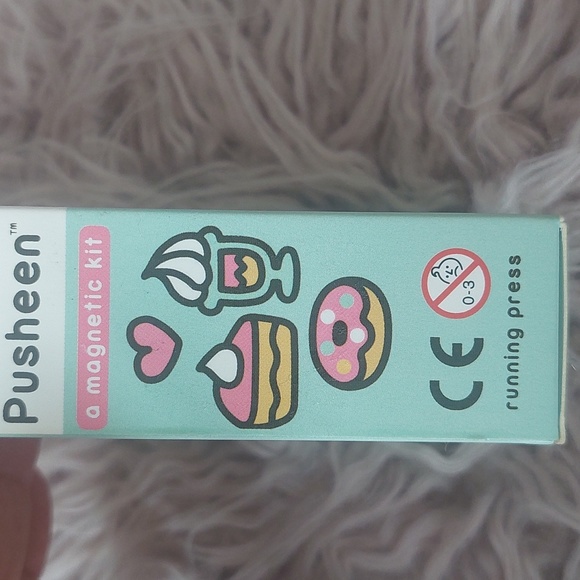 Pusheen™
a magnetic kit
0-3
CE
running press